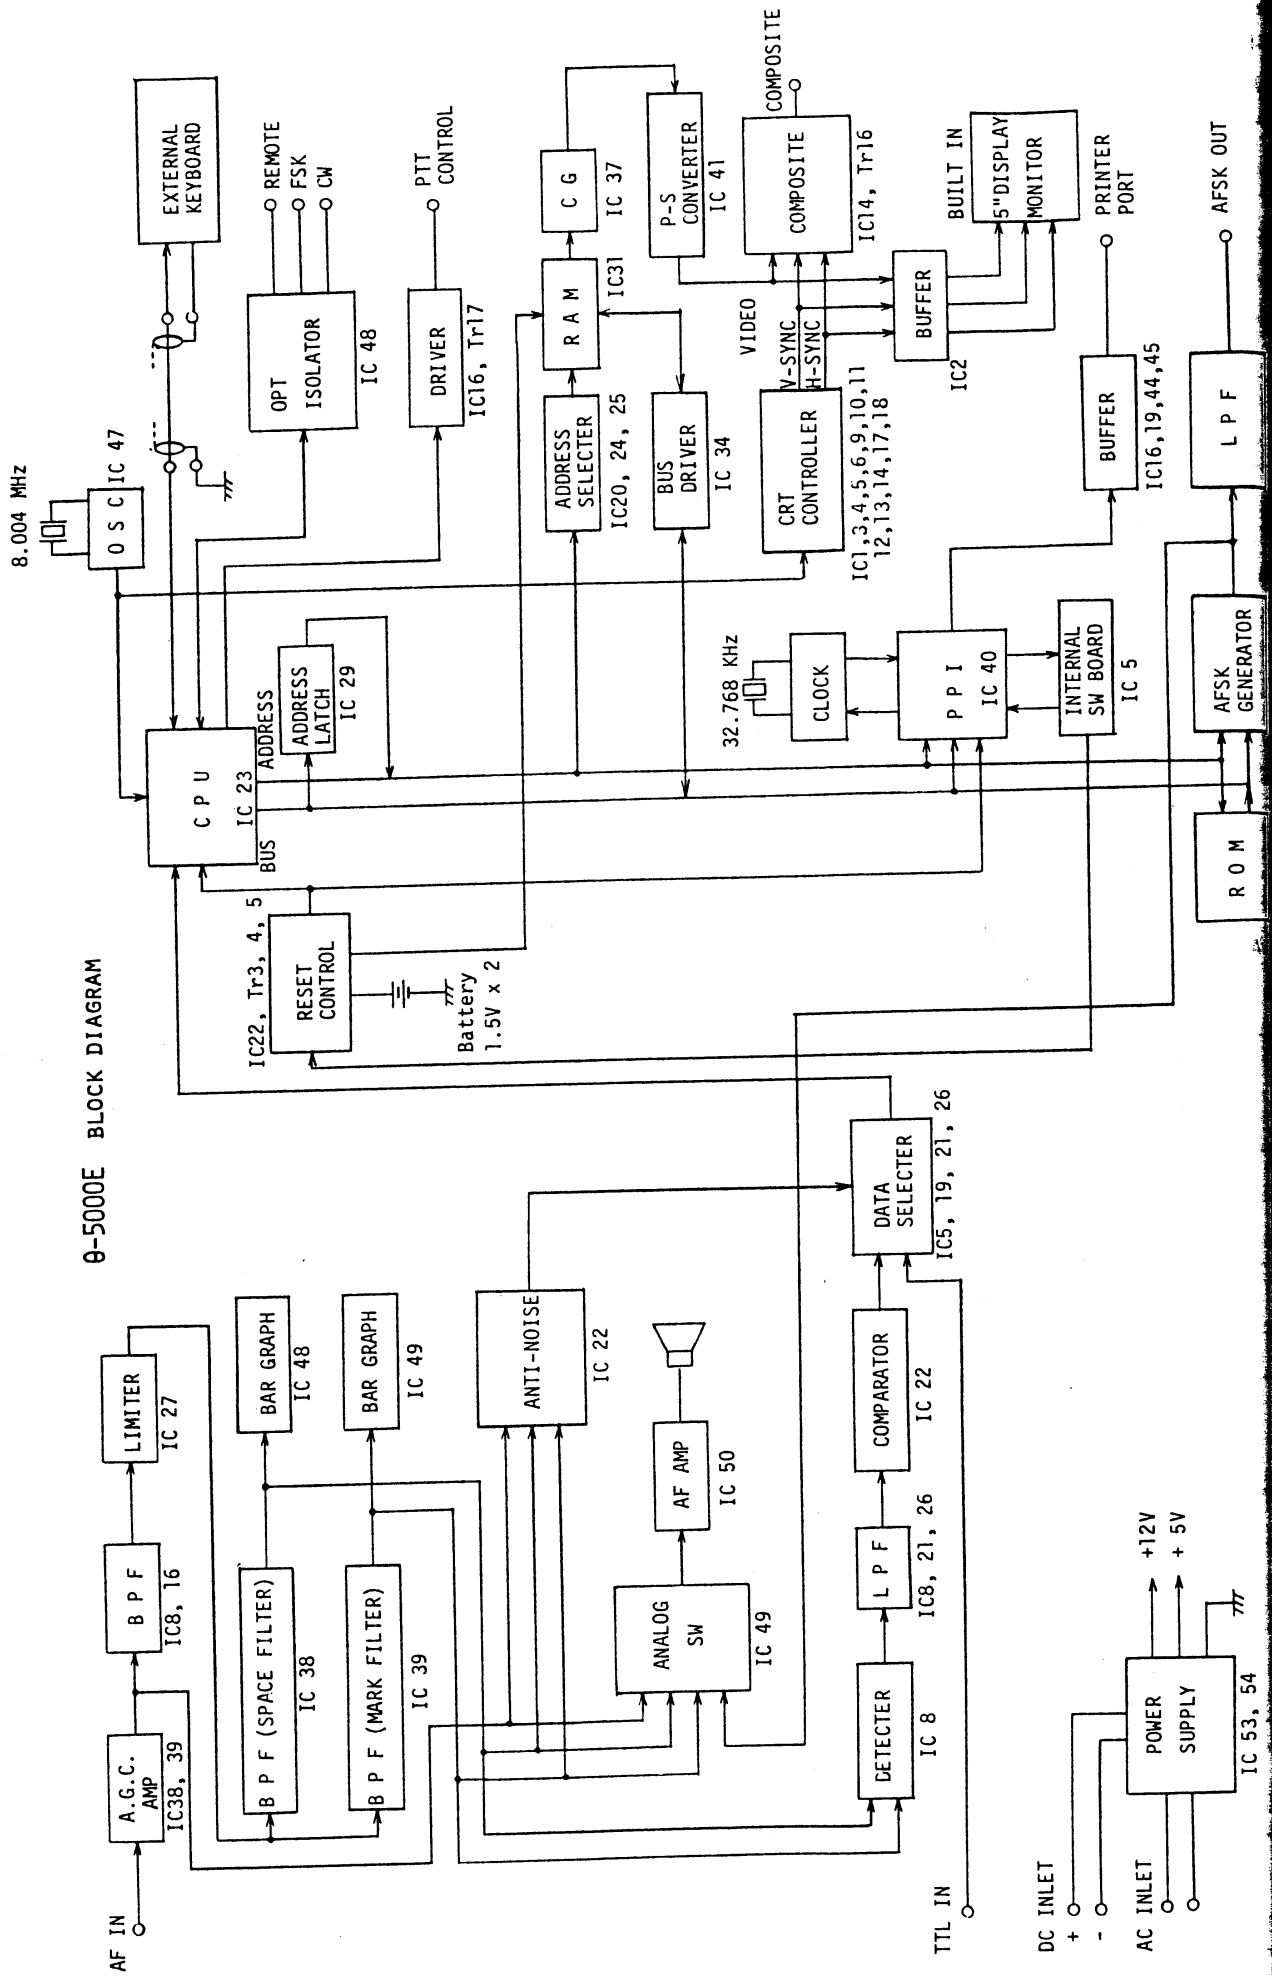 θ-5000E BLOCK DIAGRAM
AF IN
A.G.C.
AMP
IC38, 39
B P F
IC8, 16
LIMITER
IC 27
B P F (SPACE FILTER)
IC 38
BAR GRAPH
IC 48
B P F (MARK FILTER)
IC 39
BAR GRAPH
IC 49
ANTI-NOISE
IC 22
ANALOG
SW
IC 49
AF AMP
IC 50
DETECTER
IC 8
L P F
IC8, 21, 26
COMPARATOR
IC 22
DATA
SELECTER
IC5, 19, 21, 26
TTL IN
DC INLET
+
-
AC INLET
POWER
SUPPLY
IC 53, 54
+12V
+ 5V
IC22, Tr3, 4, 5
RESET
CONTROL
Battery
1.5V x 2
C P U
IC 23
BUS
ADDRESS
ADDRESS
LATCH
IC 29
8.004 MHz
O S C
IC 47
EXTERNAL
KEYBOARD
OPT
ISOLATOR
IC 48
REMOTE
FSK
CW
DRIVER
IC16, Tr17
PTT
CONTROL
ADDRESS
SELECTER
IC20, 24, 25
R A M
IC31
C G
IC 37
P-S
CONVERTER
IC 41
BUS
DRIVER
IC 34
CRT
CONTROLLER
IC1,3,4,5,6,9,10,11
12,13,14,17,18
VIDEO
V-SYNC
H-SYNC
COMPOSITE
IC14, Tr16
COMPOSITE
BUFFER
IC2
BUILT IN
5"DISPLAY
MONITOR
32.768 KHz
CLOCK
P P I
IC 40
INTERNAL
SW BOARD
IC 5
BUFFER
IC16,19,44,45
PRINTER
PORT
R O M
AFSK
GENERATOR
L P F
AFSK OUT